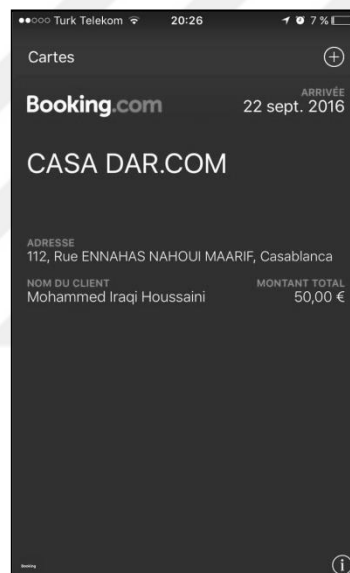 Turk Telekom 20:26 7 %
Cartes
Booking.com
ARRIVÉE
22 sept. 2016
CASA DAR.COM
ADRESSE
112, Rue ENNAHAS NAHOUI MAARIF, Casablanca
NOM DU CLIENT MONTANT TOTAL
Mohammed Iraqi Houssaini 50,00 €
Booking